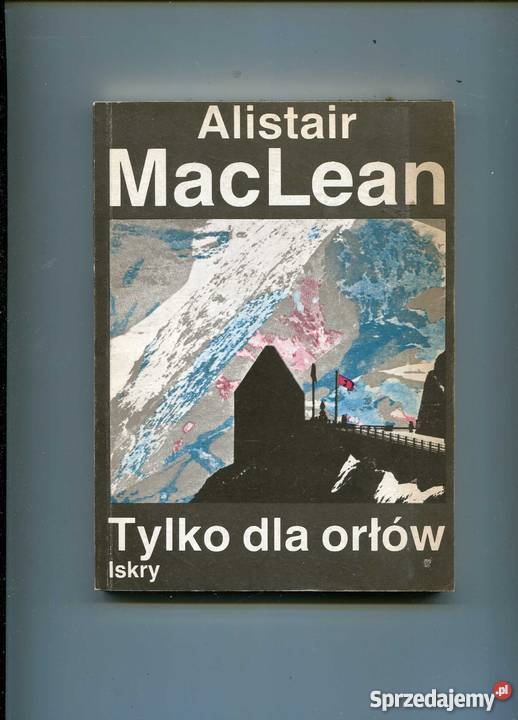 Alistair
MacLean
Tylko dla orłów
Iskry
Sprzedajemy.pl